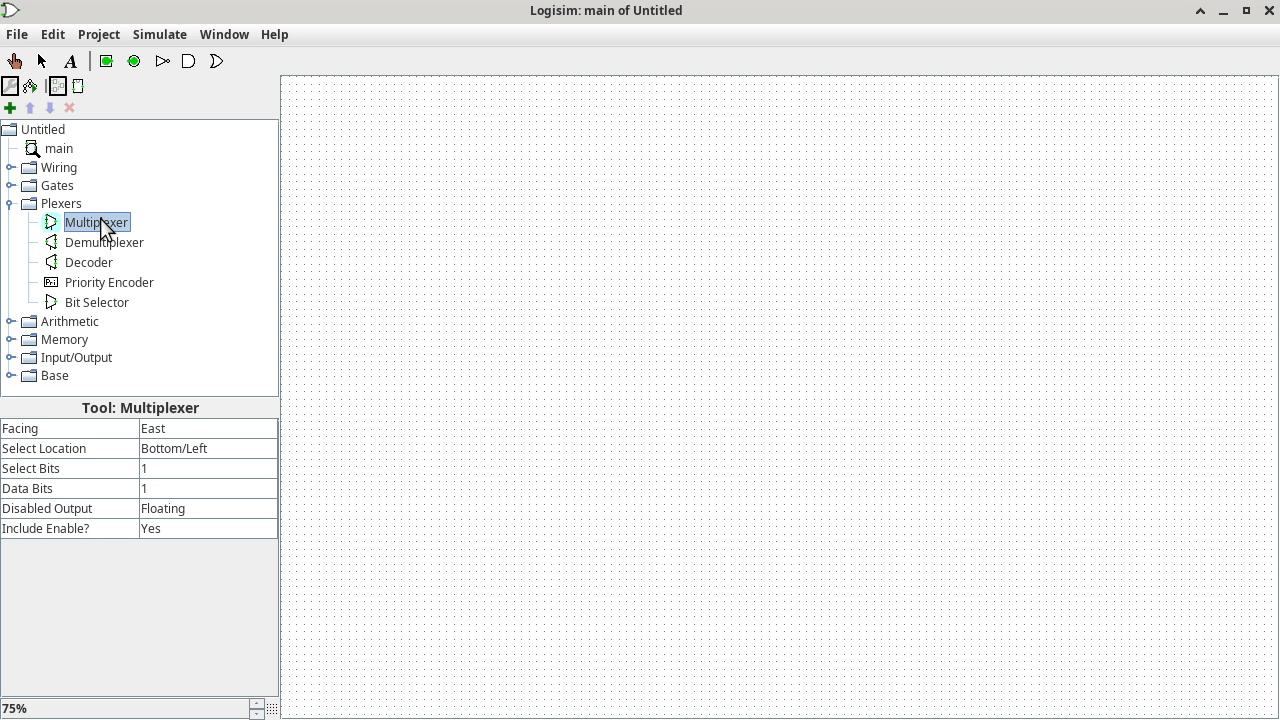 Logisim: main of Untitled
File Edit Project Simulate Window Help
A
Untitled
main
Wiring
Gates
Plexers
Multiplexer
Demultiplexer
Decoder
Pri Priority Encoder
Bit Selector
Arithmetic
Memory
Input/Output
Base
Tool: Multiplexer
Facing East
Select Location Bottom/Left
Select Bits 1
Data Bits 1
Disabled Output Floating
Include Enable? Yes
75%